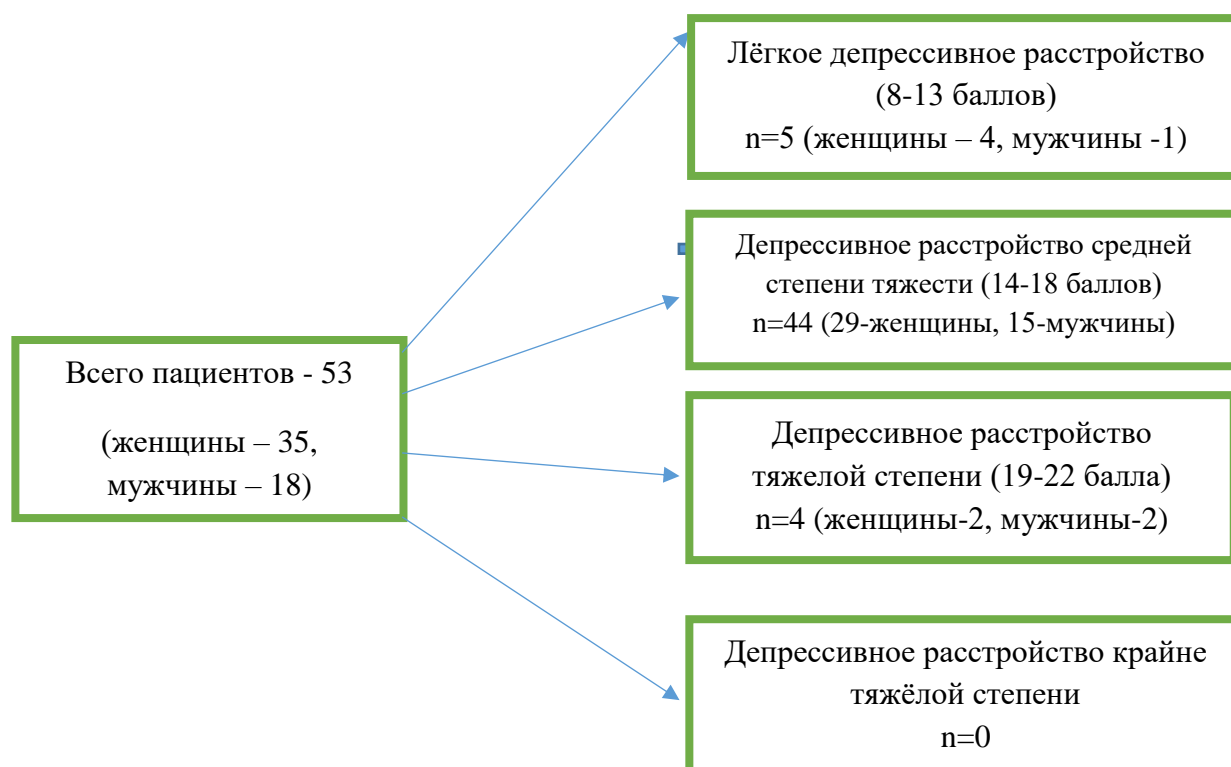 Лёгкое депрессивное расстройство
(8-13 баллов)
n=5 (женщины – 4, мужчины -1)
Депрессивное расстройство средней
степени тяжести (14-18 баллов)
n=44 (29-женщины, 15-мужчины)
Всего пациентов - 53
(женщины – 35,
мужчины – 18)
Депрессивное расстройство
тяжелой степени (19-22 балла)
n=4 (женщины-2, мужчины-2)
Депрессивное расстройство крайне
тяжёлой степени
n=0